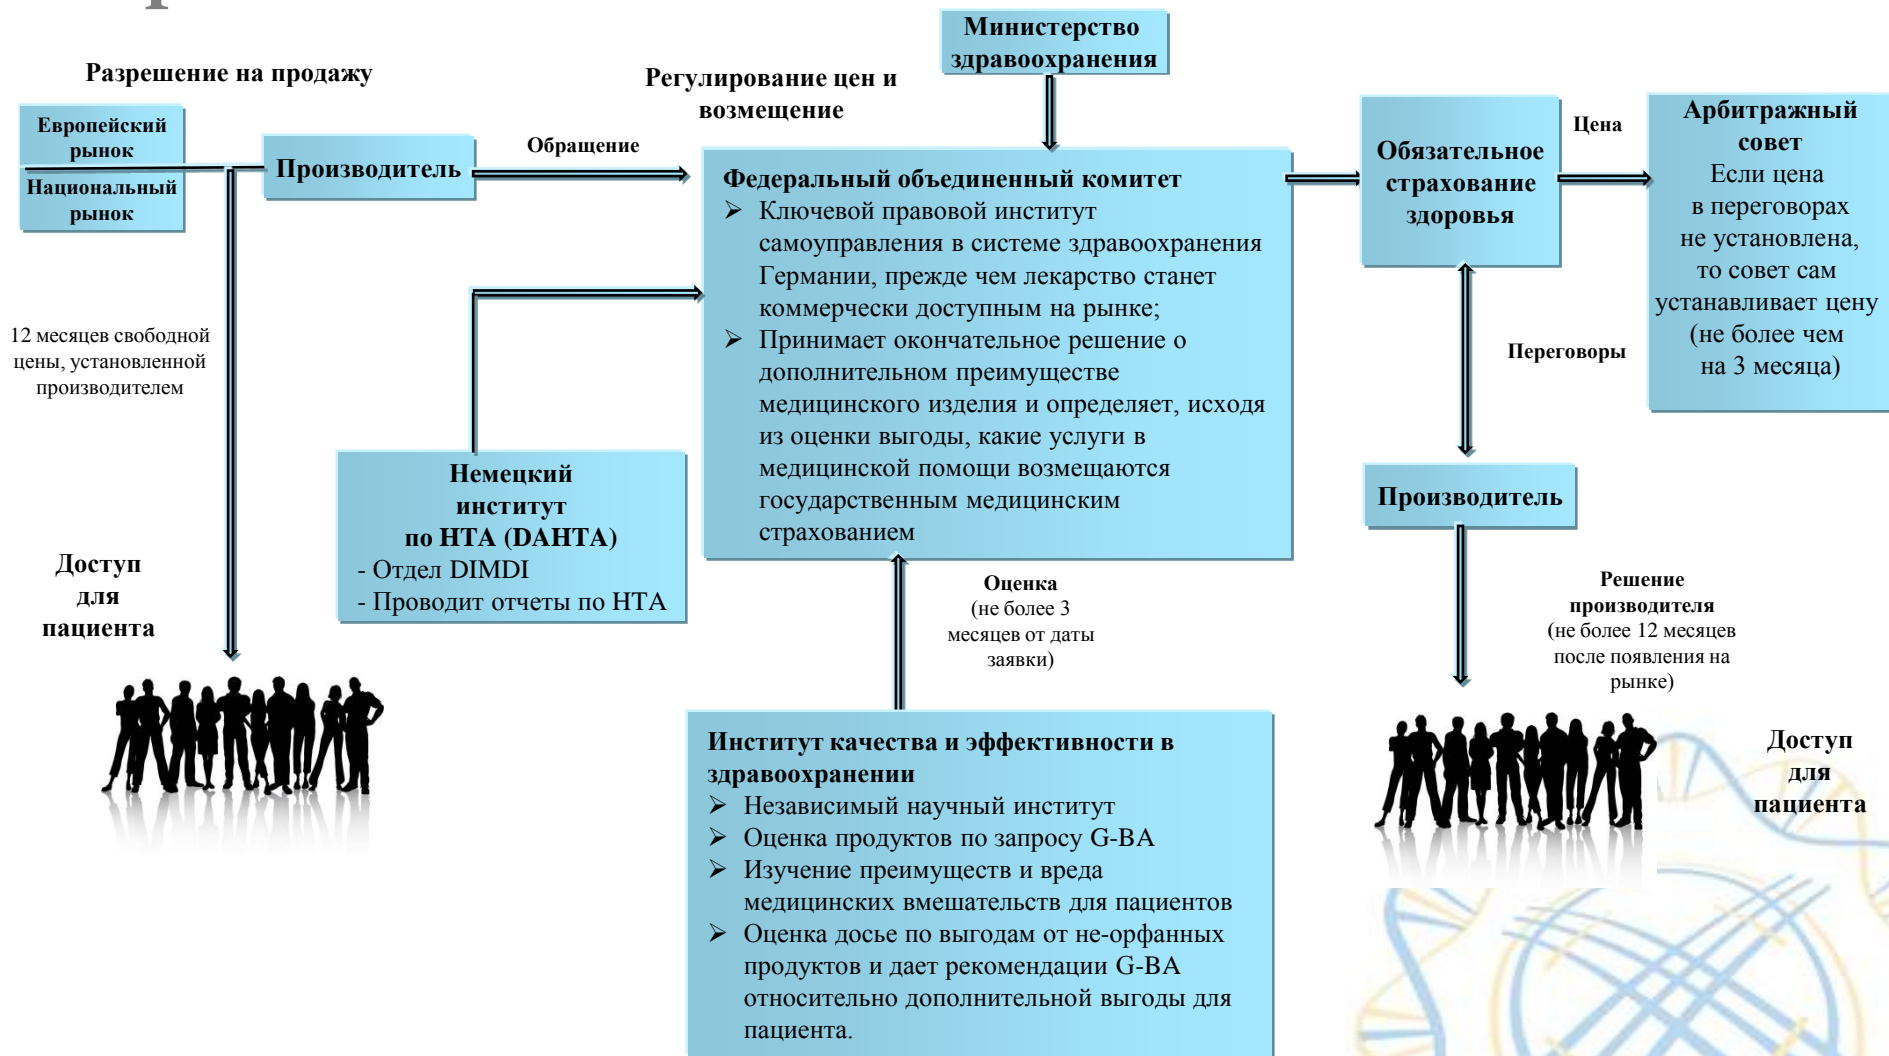 Министерство
здравоохранения
Разрешение на продажу
Регулирование цен и
возмещение
Европейский
рынок
Национальный
рынок
Производитель
Обращение
Федеральный объединенный комитет
➢ Ключевой правовой институт
самоуправления в системе здравоохранения
Германии, прежде чем лекарство станет
коммерчески доступным на рынке;
➢ Принимает окончательное решение о
дополнительном преимуществе
медицинского изделия и определяет, исходя
из оценки выгоды, какие услуги в
медицинской помощи возмещаются
государственным медицинским
страхованием
Обязательное
страхование
здоровья
Цена
Арбитражный
совет
Если цена
в переговорах
не установлена,
то совет сам
устанавливает цену
(не более чем
на 3 месяца)
12 месяцев свободной
цены, установленной
производителем
Переговоры
Немецкий
институт
по НТА (DAHTA)
- Отдел DIMDI
- Проводит отчеты по НТА
Производитель
Доступ
для
пациента
Оценка
(не более 3
месяцев от даты
заявки)
Решение
производителя
(не более 12 месяцев
после появления на
рынке)
Институт качества и эффективности в
здравоохранении
➢ Независимый научный институт
➢ Оценка продуктов по запросу G-BA
➢ Изучение преимуществ и вреда
медицинских вмешательств для пациентов
➢ Оценка досье по выгодам от не-орфанных
продуктов и дает рекомендации G-BA
относительно дополнительной выгоды для
пациента.
Доступ
для
пациента